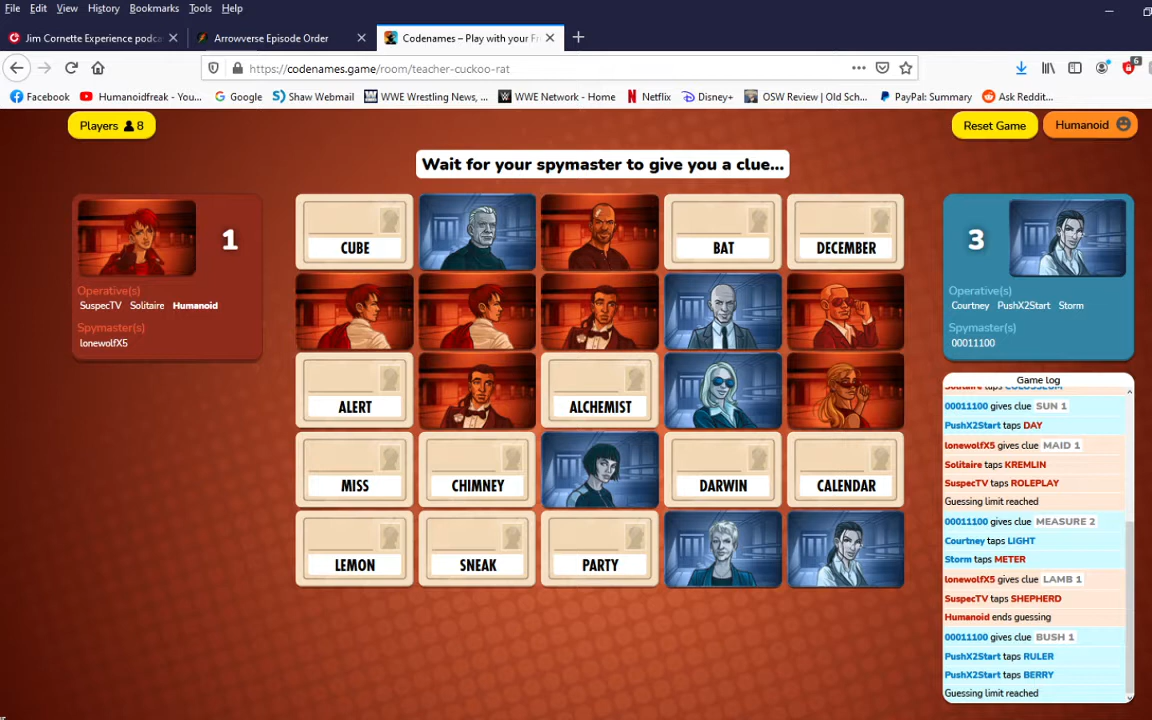 File Edit View History Bookmarks Tools Help
Jim Cornette Experience podca Arrowverse Episode Order Codenames – Play with your Fr
https://codenames.game/room/teacher-cuckoo-rat
6
Facebook Humanoidfreak - You... Google Shaw Webmail WWE Wrestling News, ... WWE Network - Home Netflix Disney+ OSW Review | Old Sch... PayPal: Summary Ask Reddit...
Players 8
Reset Game
Humanoid
Wait for your spymaster to give you a clue...
1
Operative(s)
SuspecTV Solitaire Humanoid
Spymaster(s)
lonewolfX5
CUBE
BAT
DECEMBER
ALERT
ALCHEMIST
MISS
CHIMNEY
DARWIN
CALENDAR
LEMON
SNEAK
PARTY
3
Operative(s)
Courtney PushX2Start Storm
Spymaster(s)
00011100
Game log
Solitaire taps COLOSSEUM
00011100 gives clue SUN 1
PushX2Start taps DAY
lonewolfX5 gives clue MAID 1
Solitaire taps KREMLIN
SuspecTV taps ROLEPLAY
Guessing limit reached
00011100 gives clue MEASURE 2
Courtney taps LIGHT
Storm taps METER
lonewolfX5 gives clue LAMB 1
SuspecTV taps SHEPHERD
Humanoid ends guessing
00011100 gives clue BUSH 1
PushX2Start taps RULER
PushX2Start taps BERRY
Guessing limit reached